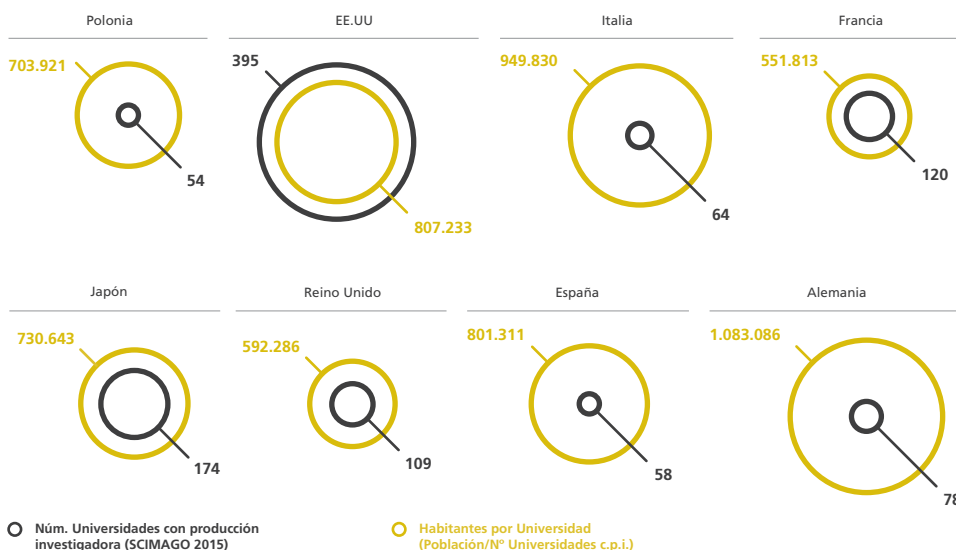 Polonia
EE.UU
Italia
Francia
703.921
54
395
807.233
949.830
64
551.813
120
Japón
Reino Unido
España
Alemania
730.643
174
592.286
109
801.311
58
1.083.086
78
Núm. Universidades con producción
investigadora (SCIMAGO 2015)
Habitantes por Universidad
(Población/Nº Universidades c.p.i.)